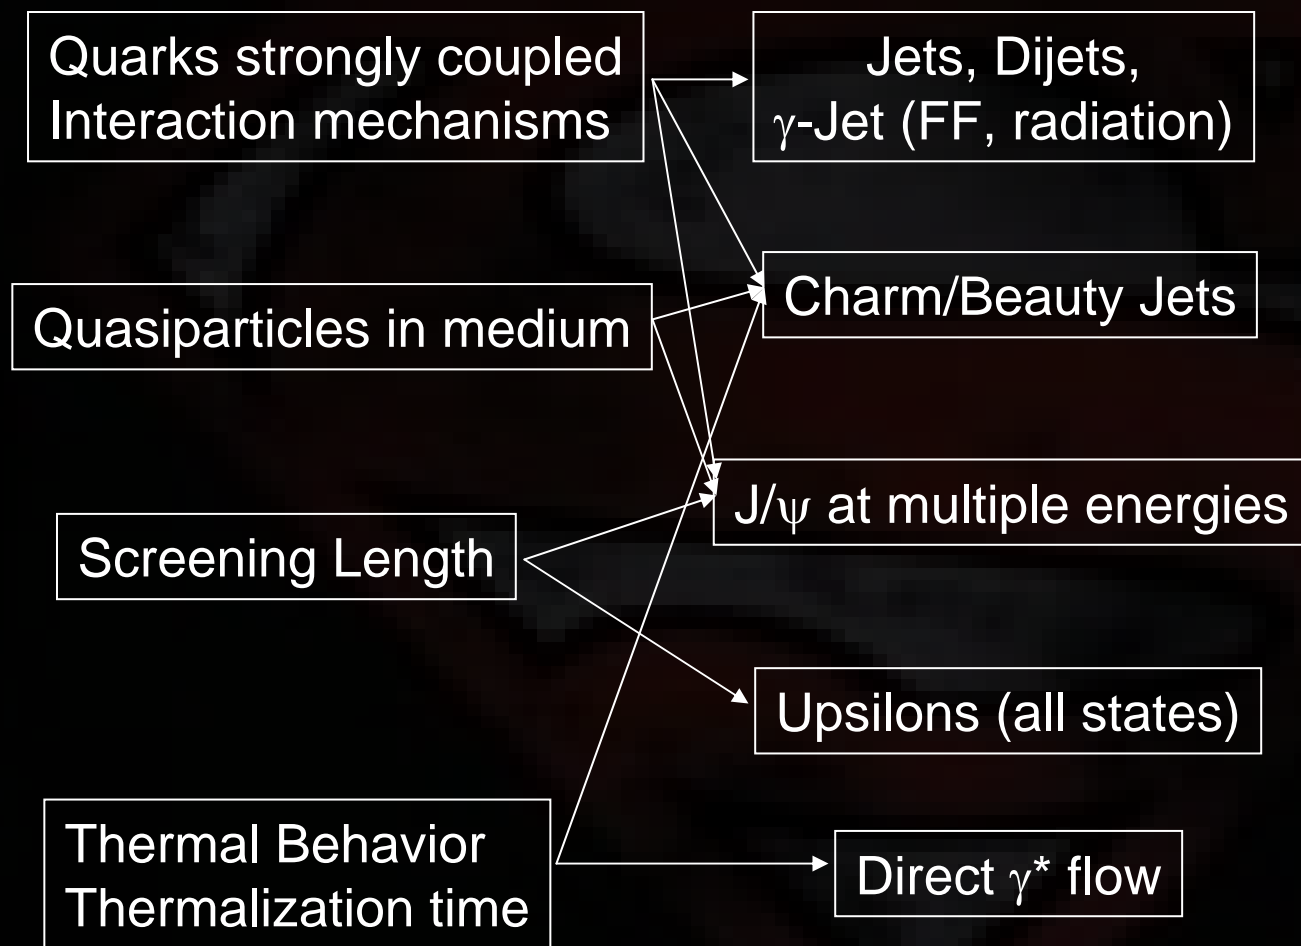 Quarks strongly coupled
Interaction mechanisms
Jets, Dijets,
γ-Jet (FF, radiation)
Charm/Beauty Jets
Quasiparticles in medium
J/ψ at multiple energies
Screening Length
Upsilons (all states)
Thermal Behavior
Thermalization time
Direct γ* flow